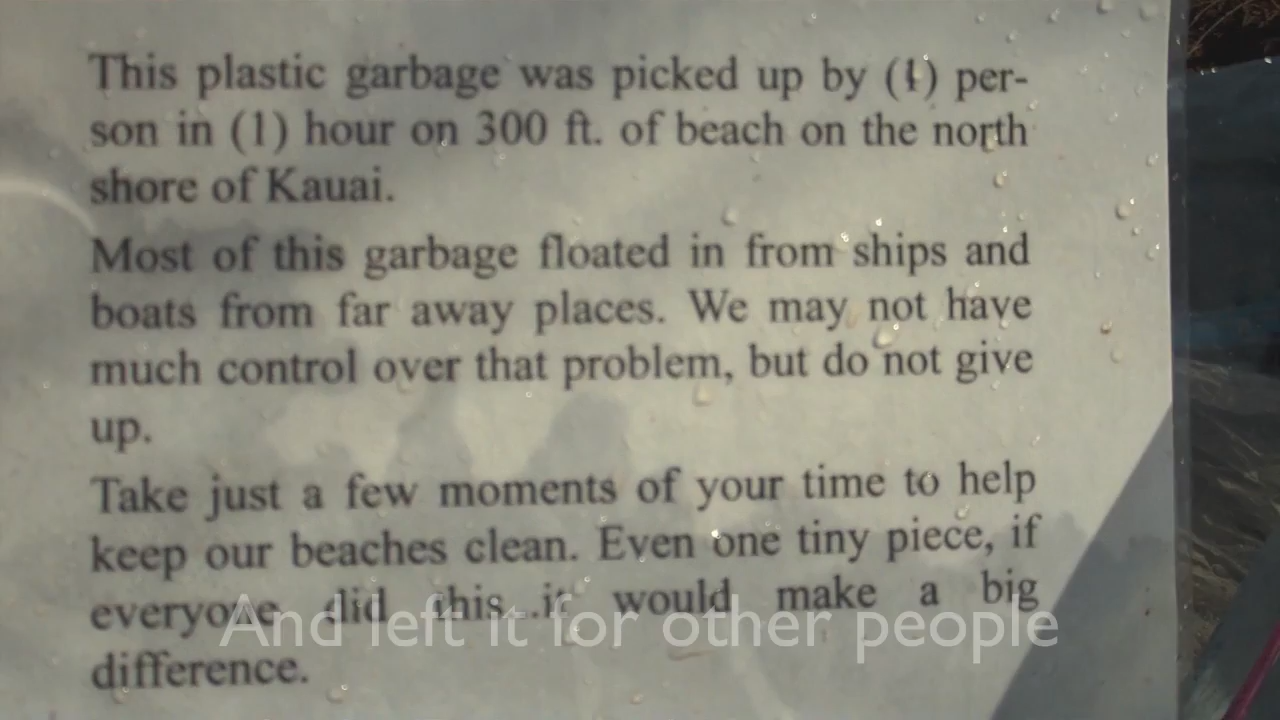 This plastic garbage was picked up by (1) per-
son in (1) hour on 300 ft. of beach on the north
shore of Kauai.
Most of this garbage floated in from ships and
boats from far away places. We may not have
much control over that problem, but do not give
up.
Take just a few moments of your time to help
keep our beaches clean. Even one tiny piece, if
everyone did this...it would make a big
And left it for other people
difference.